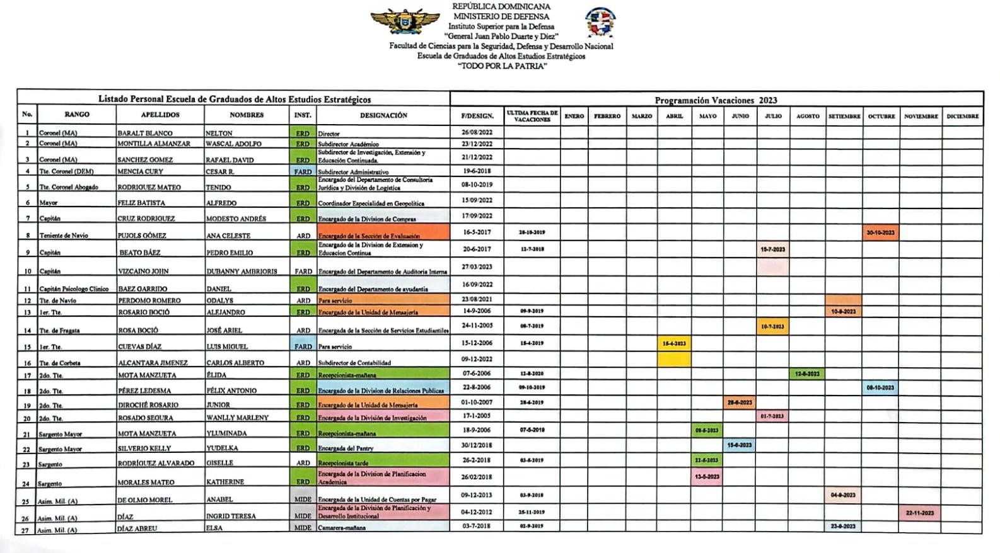 REPÚBLICA DOMINICANA
MINISTERIO DE DEFENSA
Instituto Superior para la Defensa
“General Juan Pablo Duarte y Díez”
Facultad de Ciencias para la Seguridad, Defensa y Desarrollo Nacional
Escuela de Graduados de Altos Estudios Estratégicos
“TODO POR LA PATRIA”
Listado Personal Escuela de Graduados de Altos Estudios Estratégicos Programación Vacaciones 2023
No. RANGO APELLIDOS NOMBRES INST. DESIGNACIÓN F/DESIGN. ULTIMA FECHA DE VACACIONES ENERO FEBRERO MARZO ABRIL MAYO JUNIO JULIO AGOSTO SETIEMBRE OCTUBRE NOVIEMBRE DICIEMBRE
1 Coronel (MA) BARALT BLANCO NELTON ERD Director 26/08/2022
2 Coronel (MA) MONTILLA ALMANZAR WASCAL ADOLFO ERD Subdirector Académico 23/12/2022
3 Coronel (MA) SANCHEZ GOMEZ RAFAEL DAVID ERD Subdirector de Investigación, Extensión y Educación Continuada. 21/12/2022
4 Tte. Coronel (DEM) MENCIA CURY CESAR R. FARD Subdirector Administrativo 19-6-2018
5 Tte. Coronel Abogado RODRIGUEZ MATEO TENIDO ERD Encargado del Departamento de Consultoria Jurídica y División de Logística 08-10-2019
6 Mayor FELIZ BATISTA ALFREDO ERD Coordinador Especialidad en Geopolitica 15/09/2022
7 Capitán CRUZ RODRIGUEZ MODESTO ANDRÉS ERD Encargado de la Division de Compras 17/09/2022
8 Teniente de Navio PUJOLS GÓMEZ ANA CELESTE ARD Encargado de la Sección de Evaluación 16-5-2017 28-10-2019 30-10-2023
9 Capitán BEATO BÁEZ PEDRO EMILIO ERD Encargado de la Division de Extension y Educacion Continua 20-6-2017 12-7-2018 15-7-2023
10 Capitán VIZCAINO JOHN DUBANNY AMBRIORIS FARD Encargado del Departamento de Auditoria Interna 27/03/2023
11 Capitán Psicologo Clinico BAEZ GARRIDO DANIEL ERD Encargado del Departamento de ayudantia 16/09/2022
12 Tte. de Navío PERDOMO ROMERO ODALYS ARD Para servicio 23/08/2021
13 1er. Tte. ROSARIO BOCIÓ ALEJANDRO ERD Encargado de la Unidad de Mensajería 14-9-2006 09-9-2019 10-9-2023
14 Tte. de Fragata ROSA BOCIÓ JOSÉ ARIEL ARD Encargada de la Sección de Servicios Estudiantiles 24-11-2005 08-7-2019 10-7-2023
15 1er. Tte. CUEVAS DÍAZ LUIS MIGUEL FARD Para servicio 15-12-2006 15-4-2019 15-4-2023
16 Tte. de Corbeta ALCANTARA JIMENEZ CARLOS ALBERTO ARD Subdirector de Contabilidad 09-12-2022
17 2do. Tte. MOTA MANZUETA ÉLIDA ERD Recepcionista-mañana 07-6-2006 12-8-2020 12-8-2023
18 2do. Tte. PÉREZ LEDESMA FÉLIX ANTONIO ERD Encargado de la Division de Relaciones Publicas 22-8-2006 09-10-2019 08-10-2023
19 2do. Tte. DIROCHÉ ROSARIO JUNIOR ERD Encargado de la Unidad de Mensajería 01-10-2007 28-6-2019 28-6-2023
20 2do. Tte. ROSADO SEGURA WANLLY MARLENY ERD Encargada de la División de Investigación 17-1-2005 01-7-2023
21 Sargento Mayor MOTA MANZUETA YLUMINADA ERD Recepcionista-mañana 18-9-2006 07-5-2019 08-5-2023
22 Sargento Mayor SILVERIO KELLY YUDELKA ERD Encargada del Pantry 30/12/2018 15-6-2023
23 Sargento RODRÍGUEZ ALVARADO GISELLE ARD Recepcionista tarde 26-2-2018 03-5-2019 22-5-2023
24 Sargento MORALES MATEO KATHERINE ERD Encargada de la Division de Planificacion Academica 26/02/2018 13-5-2023
25 Asim. Mil. (A) DE OLMO MOREL ANABEL MIDE Encargada de la Unidad de Cuentas por Pagar 09-12-2013 03-9-2018 04-9-2023
26 Asim. Mil. (A) DÍAZ INGRID TERESA MIDE Encargada de la División de Planificación y Desarrollo Institucional 04-12-2012 25-11-2019 22-11-2023
27 Asim. Mil. (A) DÍAZ ABREU ELSA MIDE Camarera-mañana 03-7-2018 02-9-2019 23-9-2023